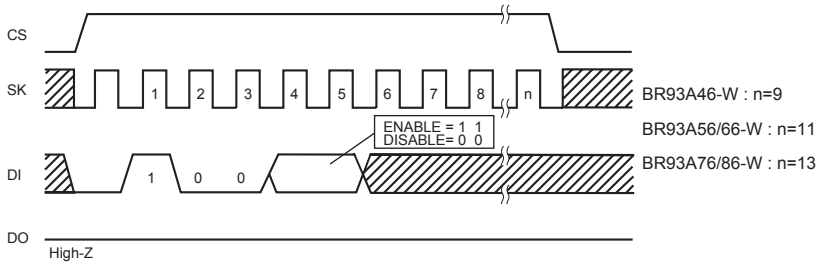 CS
SK
1 2 3 4 5 6 7 8 n
BR93A46-W : n=9
ENABLE = 1 1
DISABLE= 0 0
BR93A56/66-W : n=11
DI
1 0 0
BR93A76/86-W : n=13
DO
High-Z